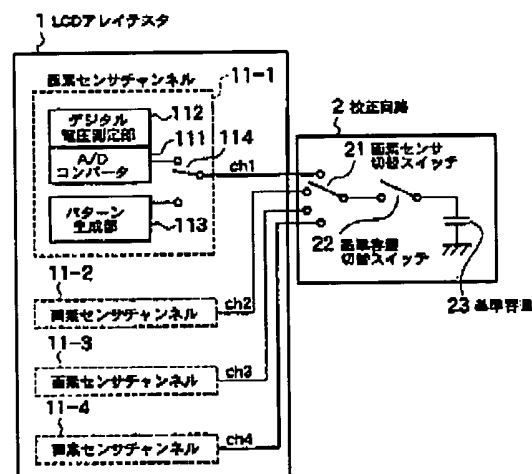 1 LCDアレイテスタ
画素センサチャンネル
11-1
デジタル
電圧測定部
112
111
114
A/D
コンバータ
ch1
パターン
生成部
113
2 校正回路
21 画素センサ
切替スイッチ
22 基準容量
切替スイッチ
23 基準容量
11-2
画素センサチャンネル
ch2
11-3
画素センサチャンネル
ch3
11-4
画素センサチャンネル
ch4